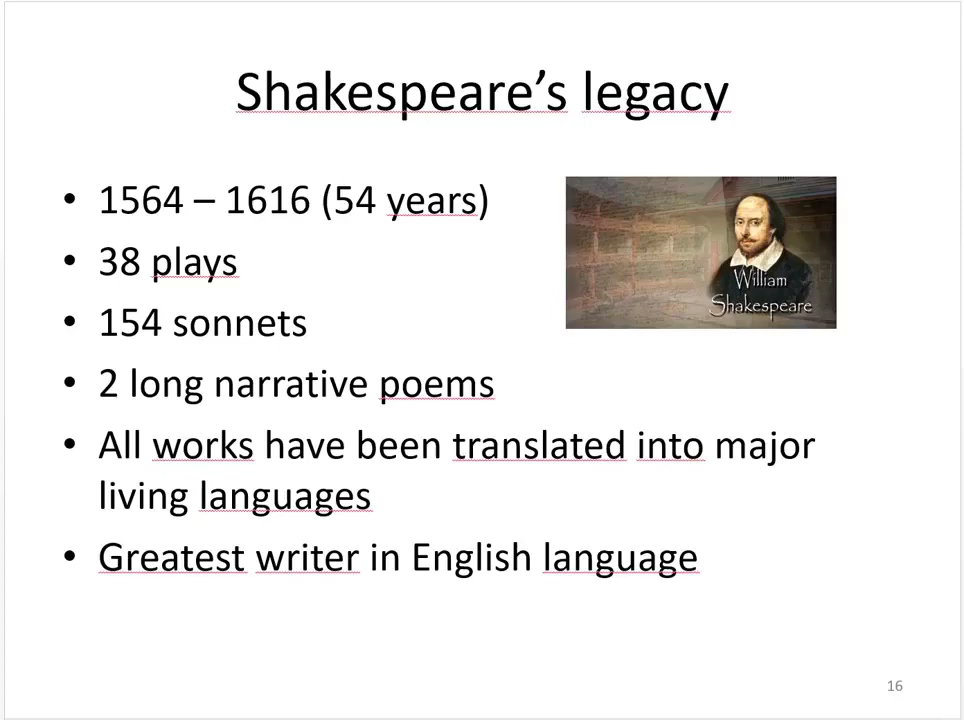 Shakespeare’s legacy
• 1564 – 1616 (54 years)
• 38 plays
• 154 sonnets
• 2 long narrative poems
• All works have been translated into major
living languages
• Greatest writer in English language
William
Shakespeare
16